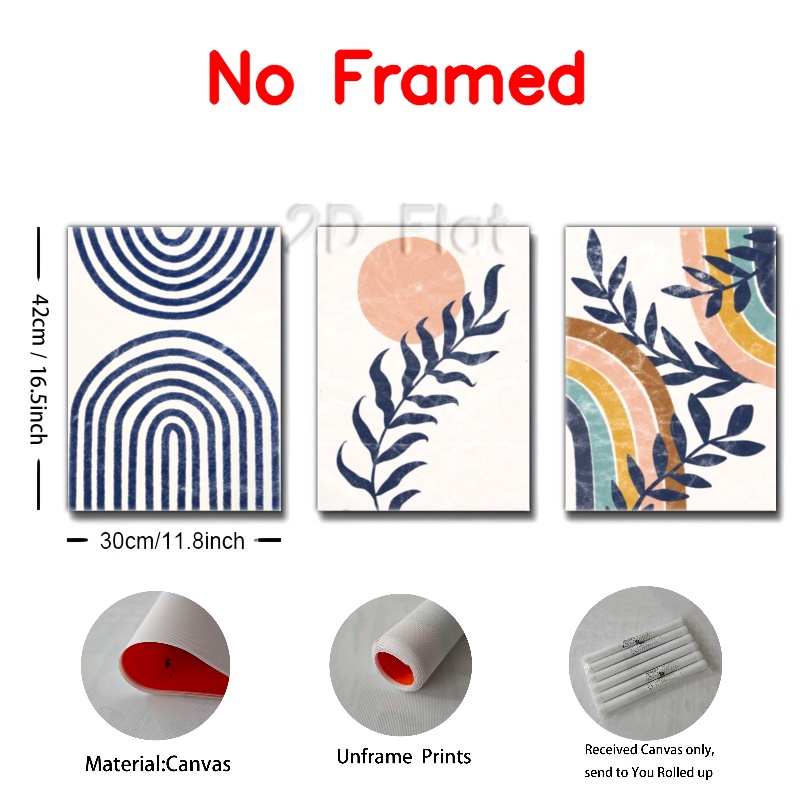 No Framed
2D Flat
42cm / 16.5inch
30cm/11.8inch
Material:Canvas
Unframe Prints
Received Canvas only,
send to You Rolled up